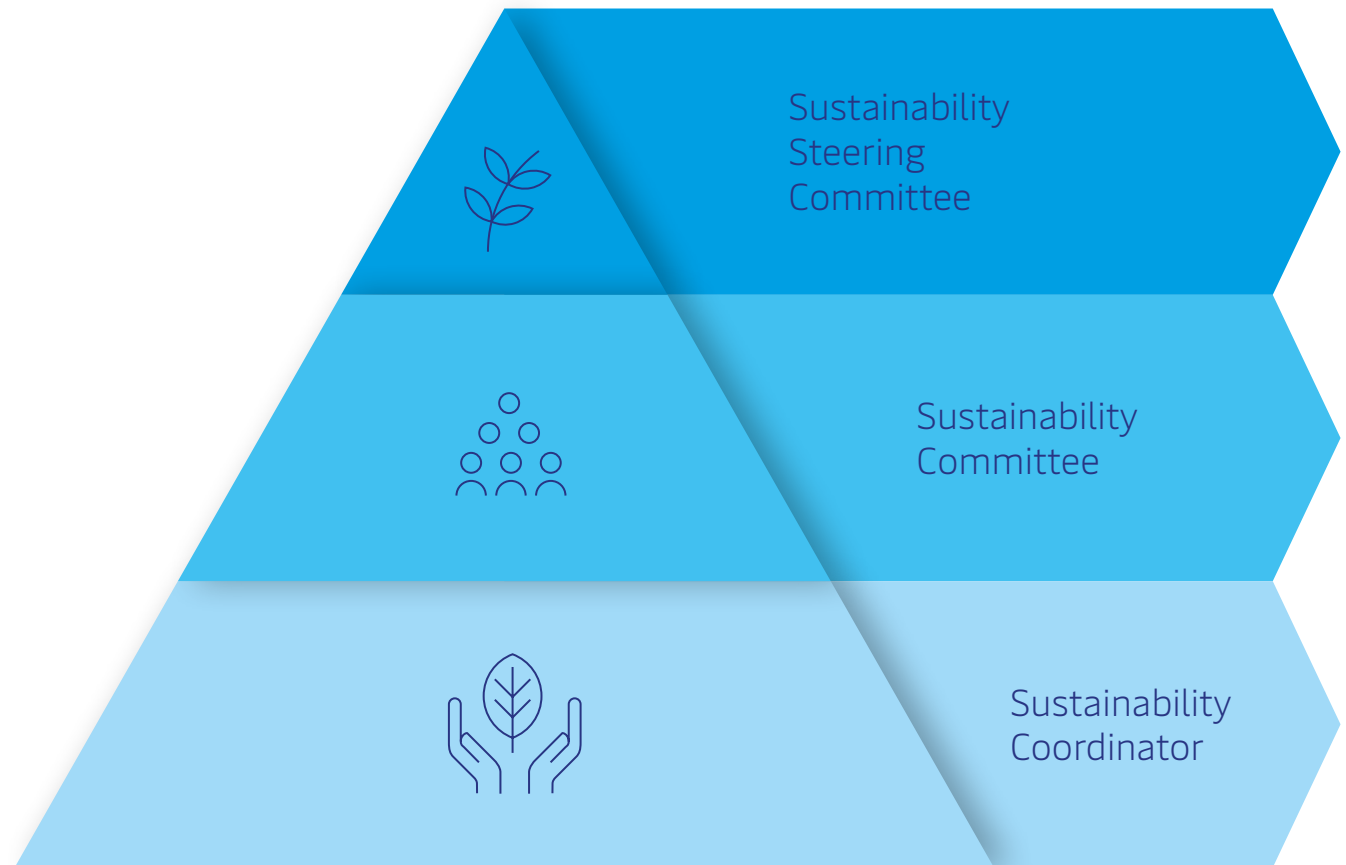 Sustainability
Steering
Committee
Sustainability
Committee
Sustainability
Coordinator